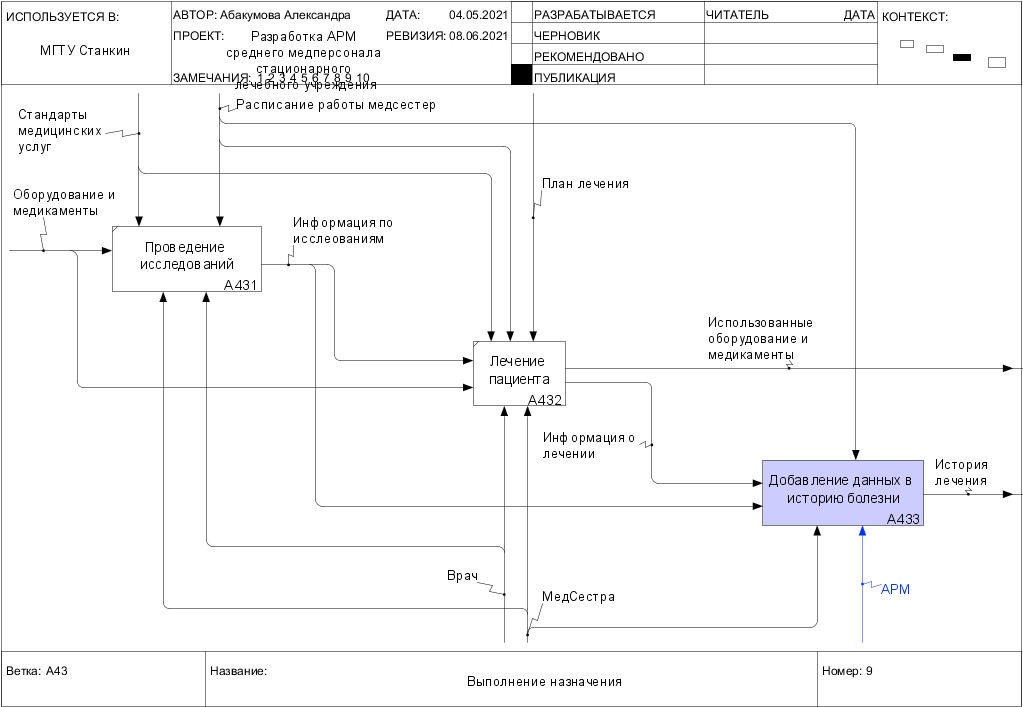 ИСПОЛЬЗУЕТСЯ В:
МГТУ Станкин
АВТОР: Абакумова Александра
ДАТА: 04.05.2021
ПРОЕКТ: Разработка АРМ
среднего медперсонала
стационарного
лечебного учреждения
РЕВИЗИЯ: 08.06.2021
ЗАМЕЧАНИЯ: 1 2 3 4 5 6 7 8 9 10
РАЗРАБАТЫВАЕТСЯ
ЧЕРНОВИК
РЕКОМЕНДОВАНО
ПУБЛИКАЦИЯ
ЧИТАТЕЛЬ ДАТА
КОНТЕКСТ:
Стандарты
медицинских
услуг
Расписание работы медсестер
План лечения
Оборудование и
медикаменты
Проведение
исследований
A431
Информация по
исслеованиям
Лечение
пациента
A432
Использованные
оборудование и
медикаменты
Информация о
лечении
Добавление данных в
историю болезни
A433
История
лечения
Врач
МедСестра
АРМ
Ветка: A43
Название:
Выполнение назначения
Номер: 9